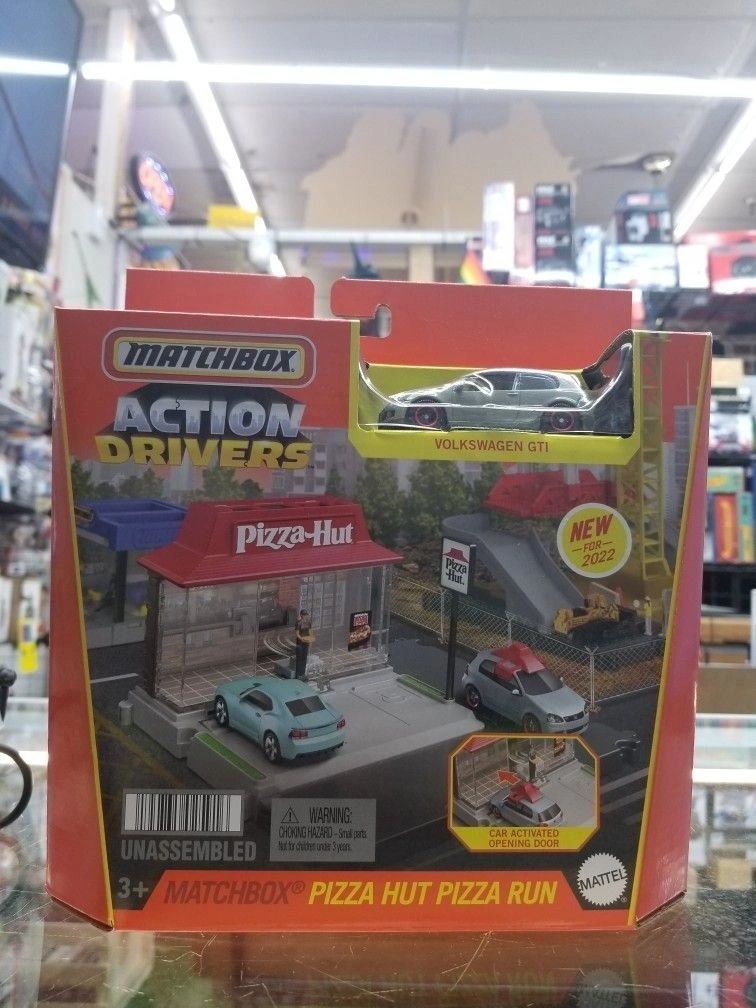 MATCHBOX
ACTION
DRIVERS
VOLKSWAGEN GTI
NEW
FOR
2022
Pizza Hut
Pizza
Hut
CAR ACTIVATED
OPENING DOOR
UNASSEMBLED
⚠ WARNING:
CHOKING HAZARD - Small parts
Not for children under 3 years.
3+
MATCHBOX® PIZZA HUT PIZZA RUN
MATTEL